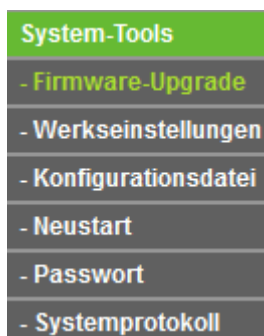 System-Tools
- Firmware-Upgrade
- Werkseinstellungen
- Konfigurationsdatei
- Neustart
- Passwort
- Systemprotokoll